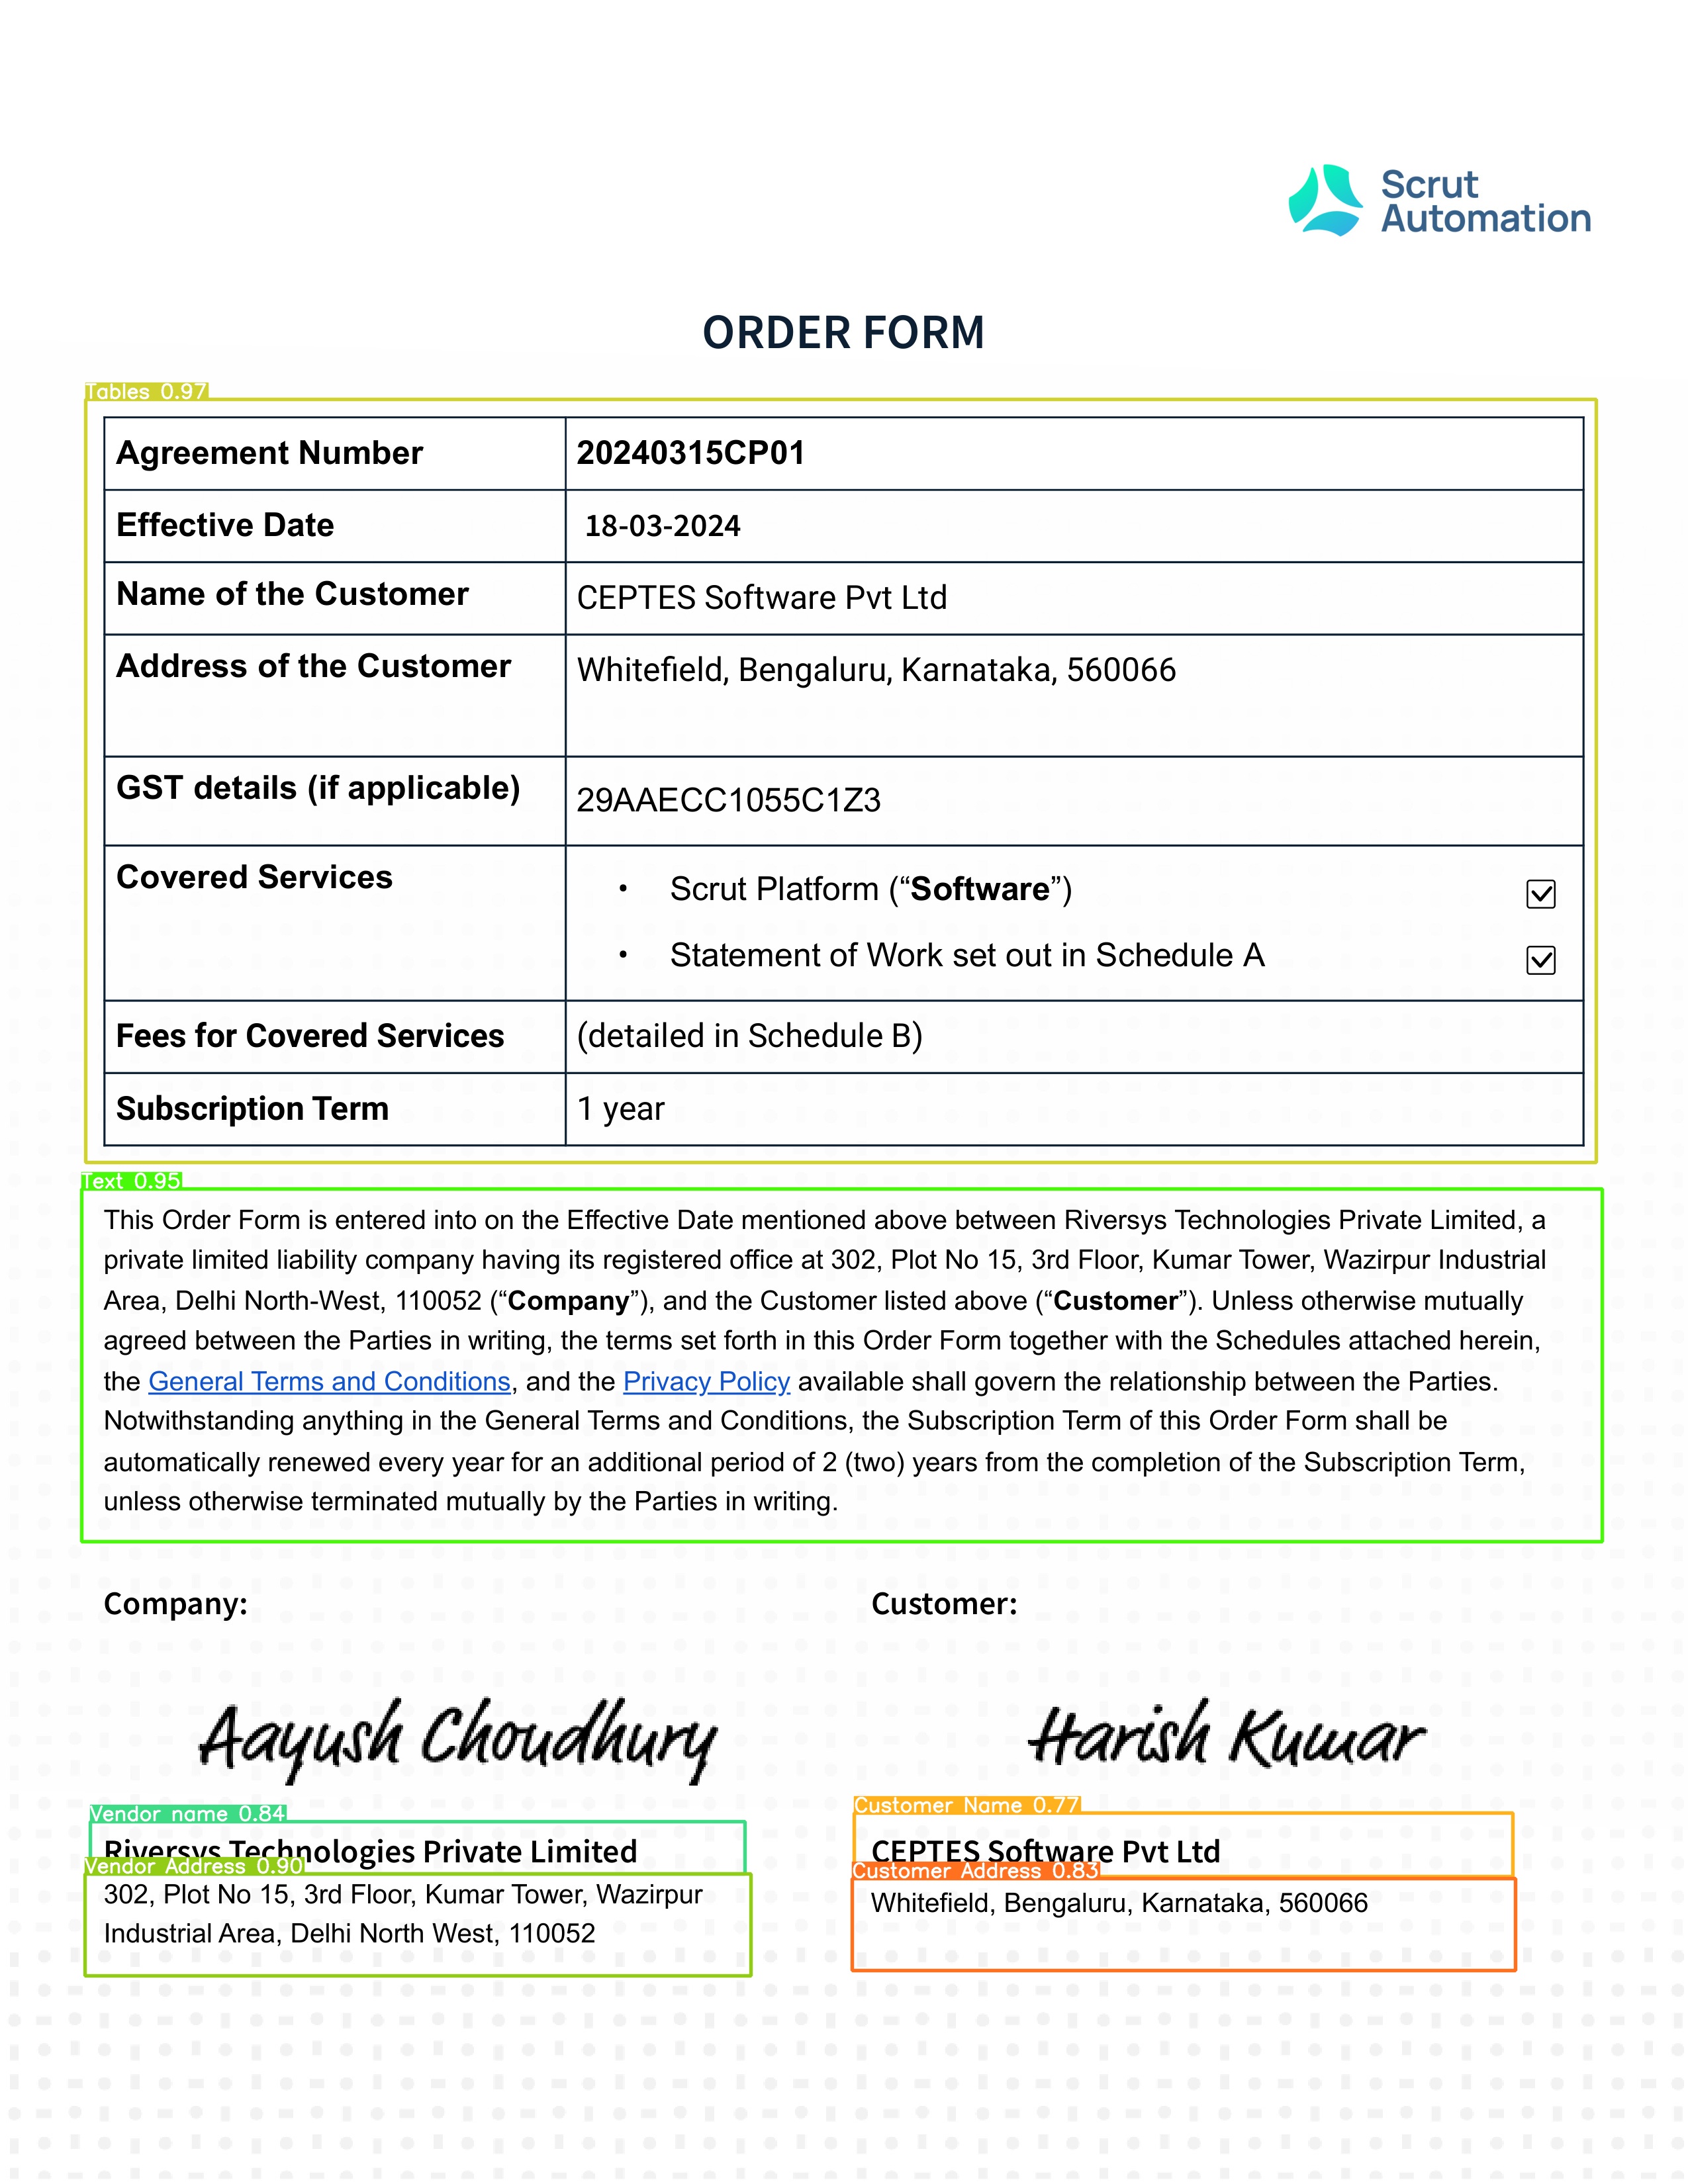 Scrut
Automation
ORDER FORM
Tables 0.97
Agreement Number 20240315CP01
Effective Date 18-03-2024
Name of the Customer CEPTES Software Pvt Ltd
Address of the Customer Whitefield, Bengaluru, Karnataka, 560066
GST details (if applicable) 29AAECC1055C1Z3
Covered Services • Scrut Platform (“Software”)
• Statement of Work set out in Schedule A
Fees for Covered Services (detailed in Schedule B)
Subscription Term 1 year
Text 0.95
This Order Form is entered into on the Effective Date mentioned above between Riversys Technologies Private Limited, a
private limited liability company having its registered office at 302, Plot No 15, 3rd Floor, Kumar Tower, Wazirpur Industrial
Area, Delhi North-West, 110052 (“Company”), and the Customer listed above (“Customer”). Unless otherwise mutually
agreed between the Parties in writing, the terms set forth in this Order Form together with the Schedules attached herein,
the General Terms and Conditions, and the Privacy Policy available shall govern the relationship between the Parties.
Notwithstanding anything in the General Terms and Conditions, the Subscription Term of this Order Form shall be
automatically renewed every year for an additional period of 2 (two) years from the completion of the Subscription Term,
unless otherwise terminated mutually by the Parties in writing.
Company: Customer:
Aayush Choudhury Harish Kumar
Vendor name 0.84 Customer Name 0.77
Riversys Technologies Private Limited CEPTES Software Pvt Ltd
Vendor Address 0.90 Customer Address 0.83
302, Plot No 15, 3rd Floor, Kumar Tower, Wazirpur Whitefield, Bengaluru, Karnataka, 560066
Industrial Area, Delhi North West, 110052